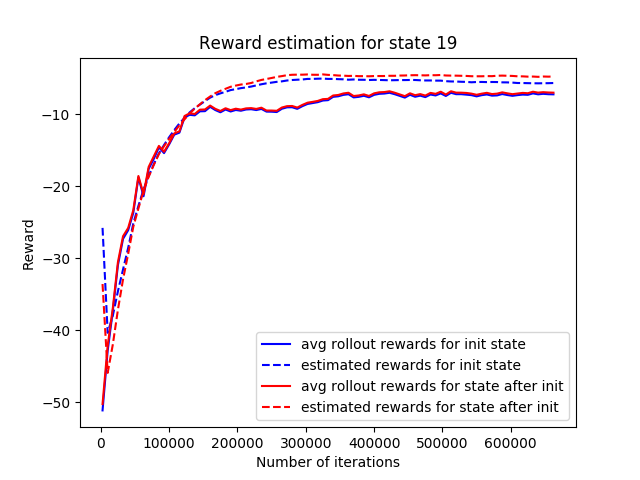 Reward estimation for state 19
Reward
−10
−20
−30
−40
−50
avg rollout rewards for init state
estimated rewards for init state
avg rollout rewards for state after init
estimated rewards for state after init
0 100000 200000 300000 400000 500000 600000
Number of iterations